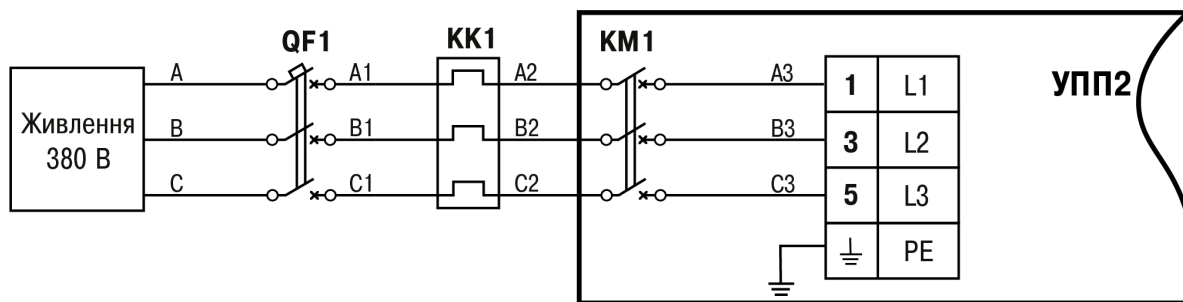 QF1 KK1 KM1
УПП2
Живлення
380 В
A A1 A2 A3
B B1 B2 B3
C C1 C2 C3
1 L1
3 L2
5 L3
PE